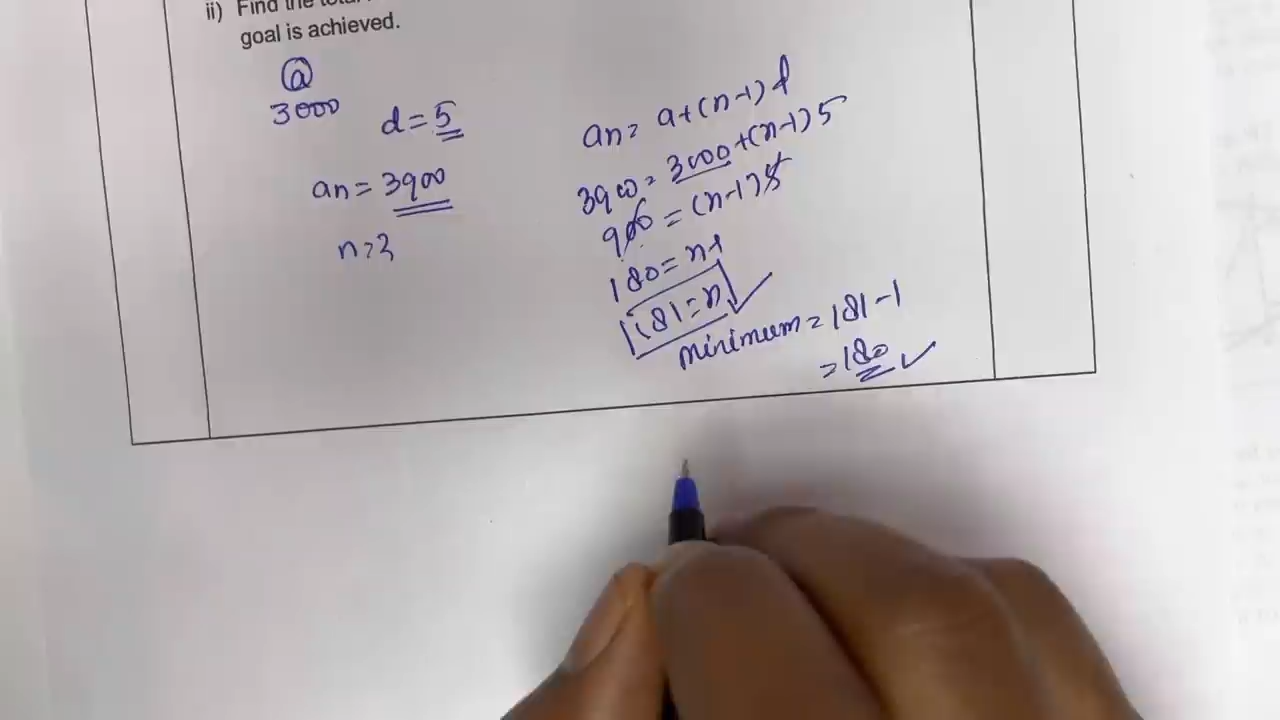 ii) Find the total
goal is achieved.
a
3000
d = 5
an = 3900
n = ?
an = a+(n-1)d
3900 = 3000+(n-1)5
900 = (n-1)5
180 = n-1
181 = n
minimum = 181-1
= 180